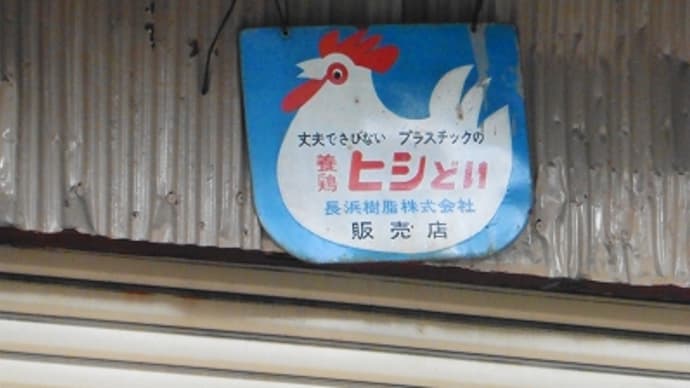 丈夫でさびない プラスチックの
養鶏 ヒシどい
長浜樹脂株式会社
販売店